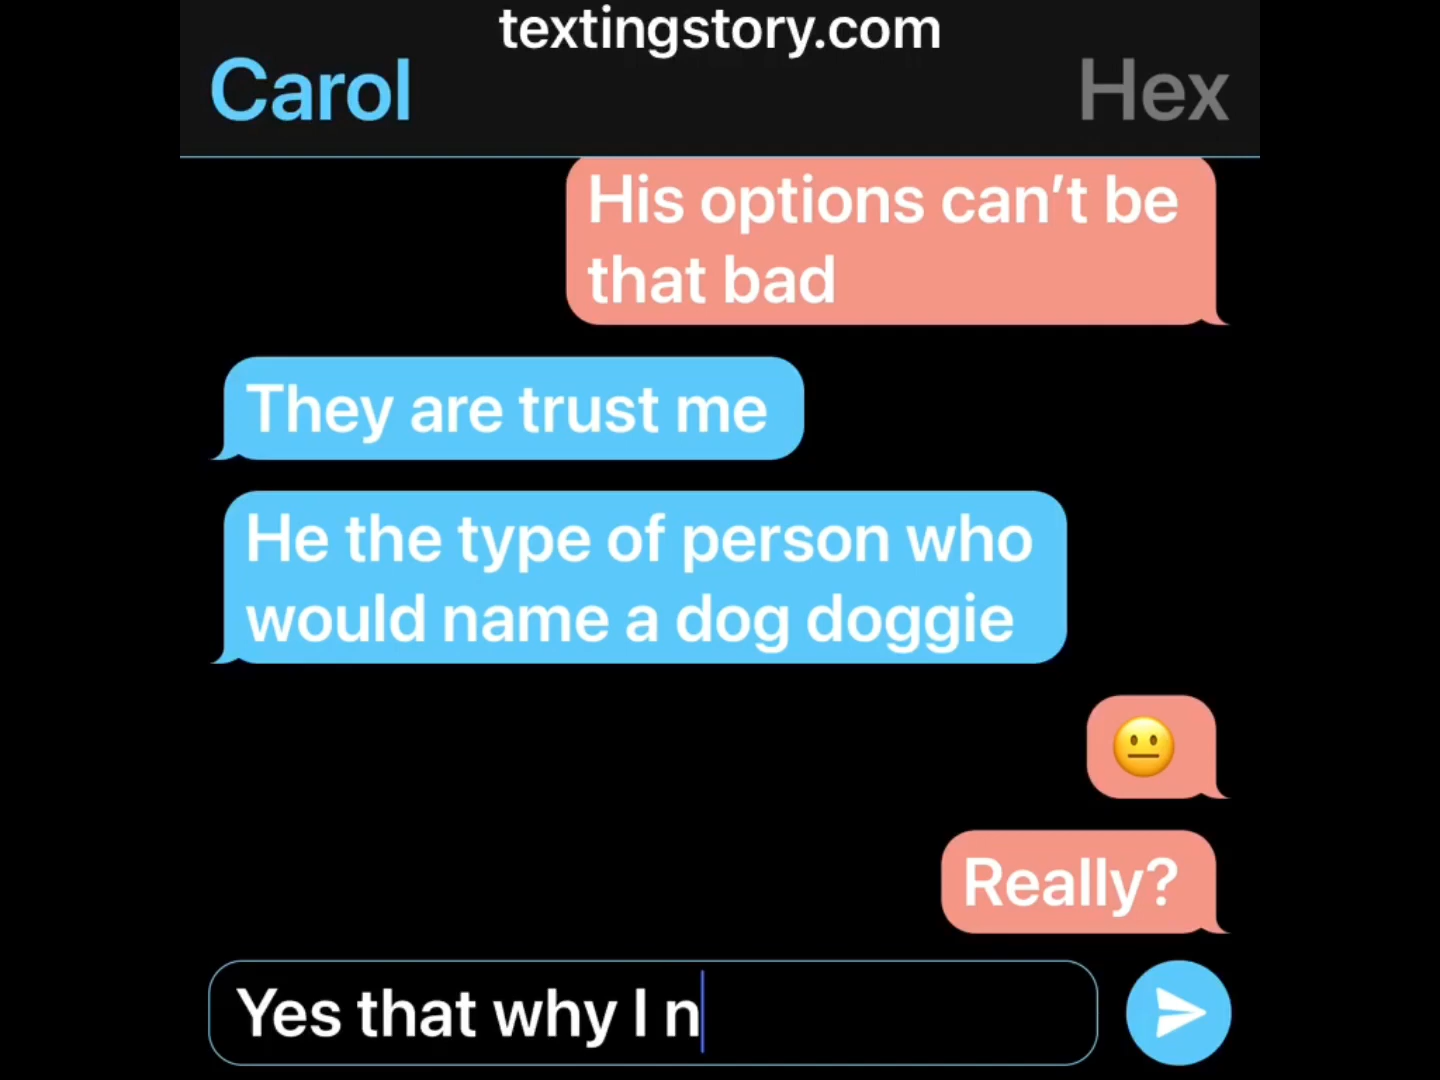 textingstory.com
Carol
Hex
His options can’t be
that bad
They are trust me
He the type of person who
would name a dog doggie
😐
Really?
Yes that why I n